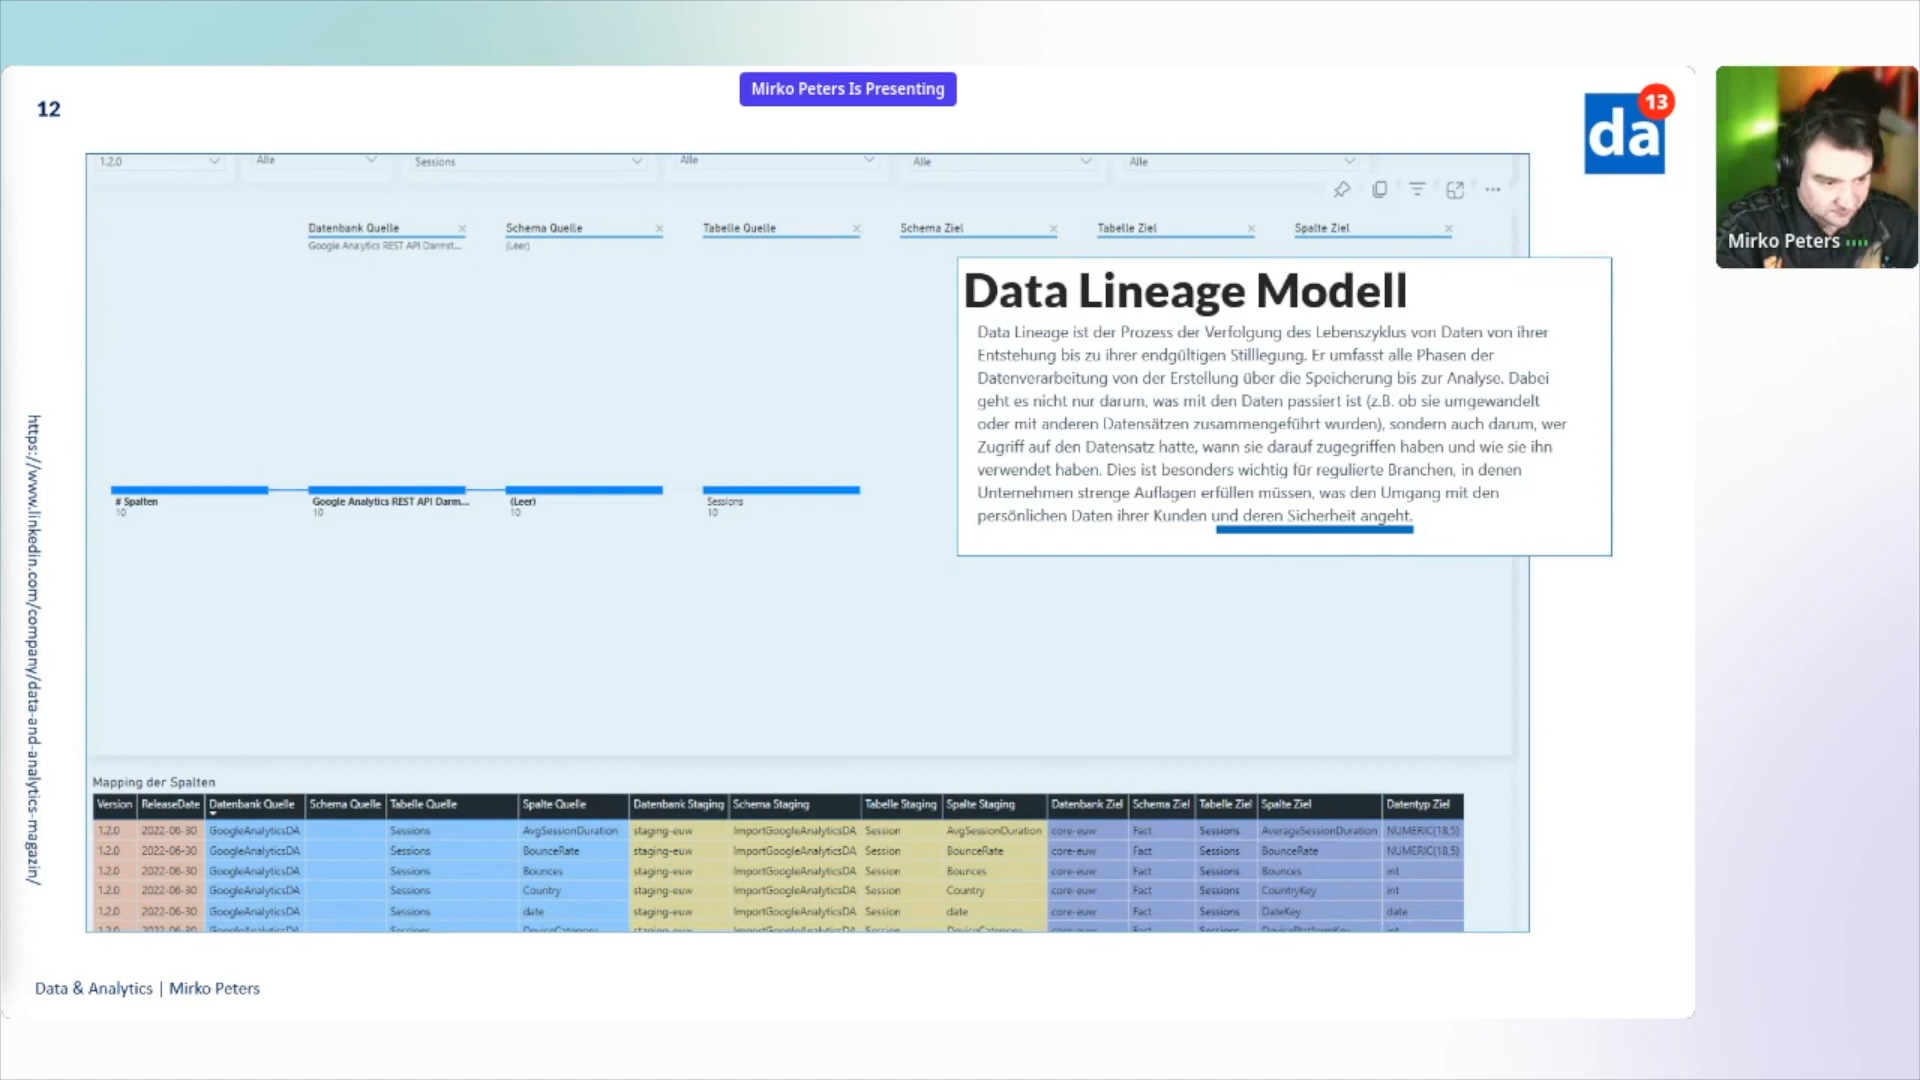 Mirko Peters Is Presenting
12
da
13
Mirko Peters
1.2.0
Alle
Sessions
Alle
Alle
Alle
Datenbank Quelle
Google Analytics REST API Darmst...
Schema Quelle
(Leer)
Tabelle Quelle
Schema Ziel
Tabelle Ziel
Spalte Ziel
Data Lineage Modell
Data Lineage ist der Prozess der Verfolgung des Lebenszyklus von Daten von ihrer
Entstehung bis zu ihrer endgültigen Stilllegung. Er umfasst alle Phasen der
Datenverarbeitung von der Erstellung über die Speicherung bis zur Analyse. Dabei
geht es nicht nur darum, was mit den Daten passiert ist (z.B. ob sie umgewandelt
oder mit anderen Datensätzen zusammengeführt wurden), sondern auch darum, wer
Zugriff auf den Datensatz hatte, wann sie darauf zugegriffen haben und wie sie ihn
verwendet haben. Dies ist besonders wichtig für regulierte Branchen, in denen
Unternehmen strenge Auflagen erfüllen müssen, was den Umgang mit den
persönlichen Daten ihrer Kunden und deren Sicherheit angeht.
# Spalten
10
Google Analytics REST API Darm...
10
(Leer)
10
Sessions
10
https://www.linkedin.com/company/data-and-analytics-magazin/
Mapping der Spalten
Version ReleaseDate Datenbank Quelle Schema Quelle Tabelle Quelle Spalte Quelle Datenbank Staging Schema Staging Tabelle Staging Spalte Staging Datenbank Ziel Schema Ziel Tabelle Ziel Spalte Ziel Datentyp Ziel
1.2.0 2022-06-30 GoogleAnalyticsDA Sessions AvgSessionDuration staging-euw ImportGoogleAnalyticsDA Session AvgSessionDuration core-euw Fact Sessions AverageSessionDuration NUMERIC(18,5)
1.2.0 2022-06-30 GoogleAnalyticsDA Sessions BounceRate staging-euw ImportGoogleAnalyticsDA Session BounceRate core-euw Fact Sessions BounceRate NUMERIC(18,5)
1.2.0 2022-06-30 GoogleAnalyticsDA Sessions Bounces staging-euw ImportGoogleAnalyticsDA Session Bounces core-euw Fact Sessions Bounces int
1.2.0 2022-06-30 GoogleAnalyticsDA Sessions Country staging-euw ImportGoogleAnalyticsDA Session Country core-euw Fact Sessions CountryKey int
1.2.0 2022-06-30 GoogleAnalyticsDA Sessions date staging-euw ImportGoogleAnalyticsDA Session date core-euw Fact Sessions DateKey date
Data & Analytics | Mirko Peters